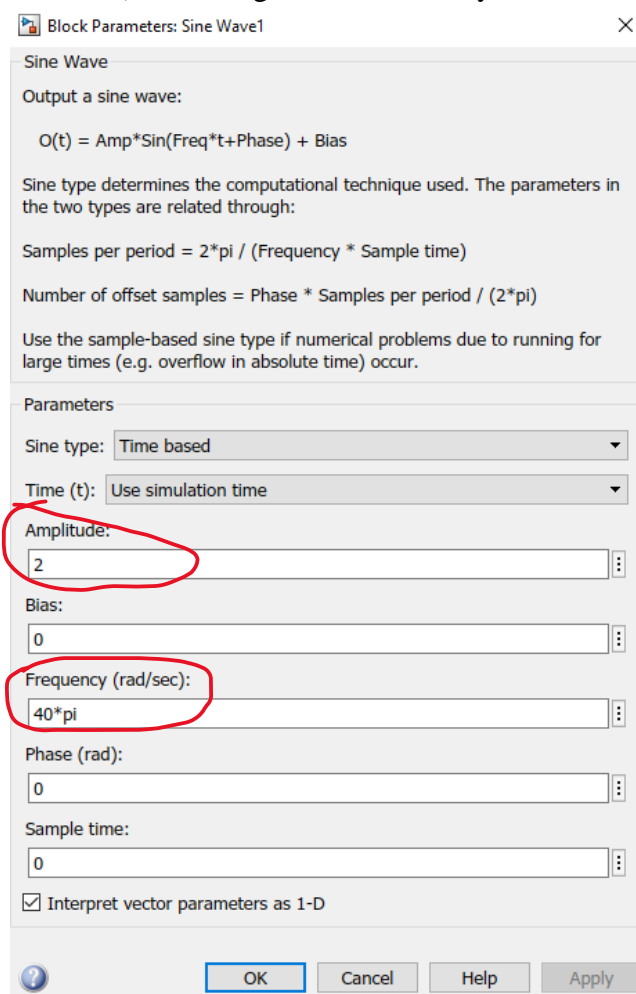 Block Parameters: Sine Wave1
Sine Wave
Output a sine wave:
O(t) = Amp*Sin(Freq*t+Phase) + Bias
Sine type determines the computational technique used. The parameters in
the two types are related through:
Samples per period = 2*pi / (Frequency * Sample time)
Number of offset samples = Phase * Samples per period / (2*pi)
Use the sample-based sine type if numerical problems due to running for
large times (e.g. overflow in absolute time) occur.
Parameters
Sine type: Time based
Time (t): Use simulation time
Amplitude:
2
Bias:
0
Frequency (rad/sec):
40*pi
Phase (rad):
0
Sample time:
0
Interpret vector parameters as 1-D
OK Cancel Help Apply